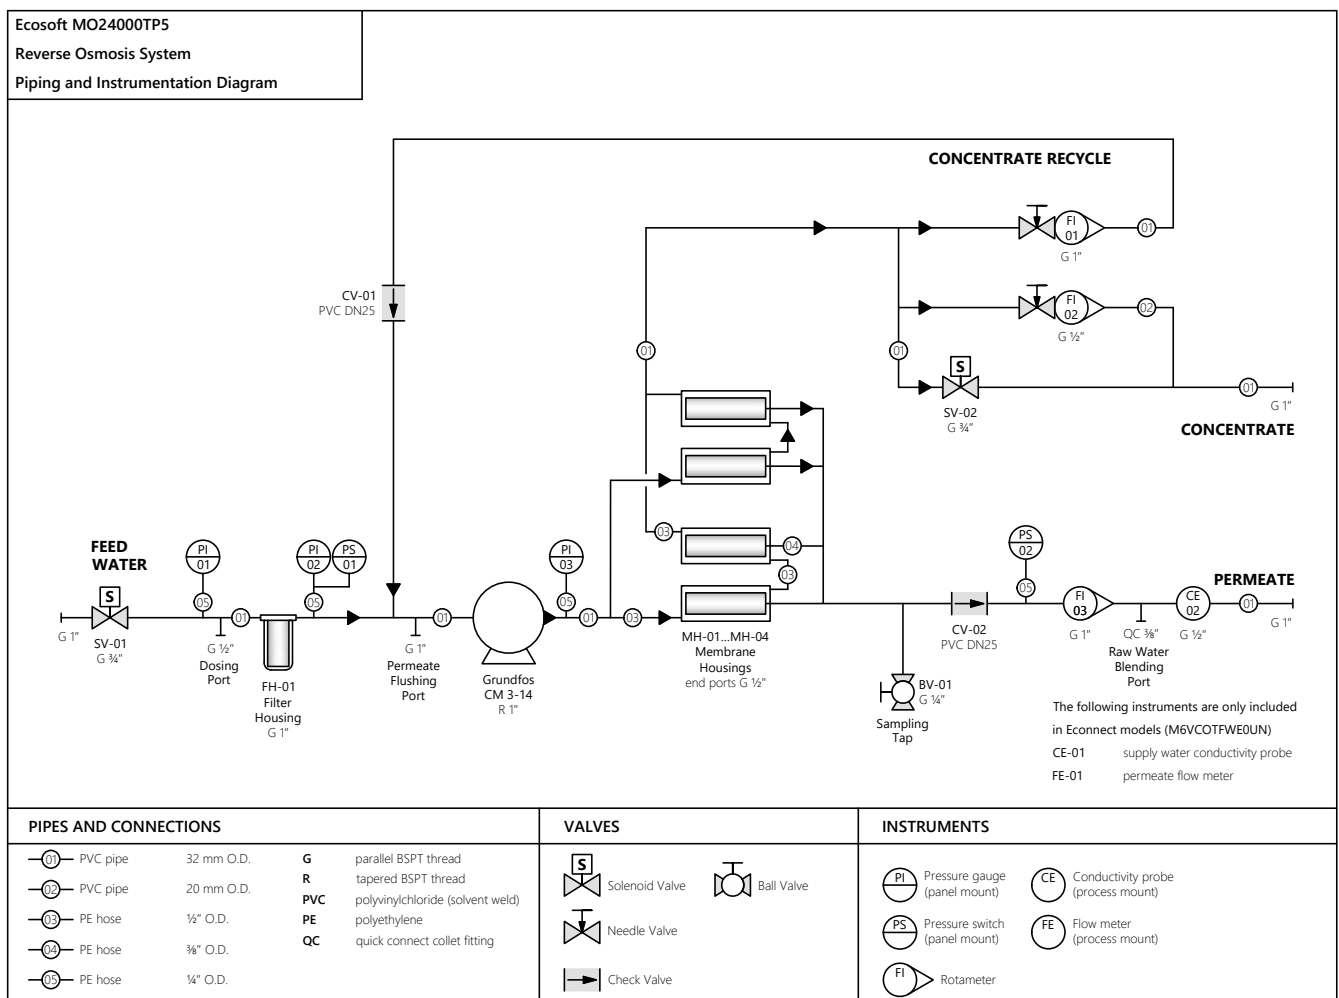 Ecosoft MO24000TP5
Reverse Osmosis System
Piping and Instrumentation Diagram
CONCENTRATE RECYCLE
FI
01
01
G 1"
CV-01
PVC DN25
FI
02
02
G ½"
01
01
S
SV-02
G ¾"
01
G 1"
CONCENTRATE
FEED
WATER
PI
01
PI
02
PS
01
PI
03
03
04
03
PS
02
PERMEATE
S
05
01
05
01
05
01
03
05
FI
03
CE
02
01
G 1"
SV-01
G ¾"
G ½"
Dosing
Port
FH-01
Filter
Housing
G 1"
G 1"
Permeate
Flushing
Port
Grundfos
CM 3-14
R 1"
MH-01...MH-04
Membrane
Housings
end ports G ½"
CV-02
PVC DN25
G 1"
QC ⅜"
Raw Water
Blending
Port
G ½"
G 1"
BV-01
G ¼"
Sampling
Tap
The following instruments are only included
in Econnect models (M6VCOTFWE0UN)
CE-01 supply water conductivity probe
FE-01 permeate flow meter
PIPES AND CONNECTIONS
01 PVC pipe 32 mm O.D.
02 PVC pipe 20 mm O.D.
03 PE hose ½" O.D.
04 PE hose ⅜" O.D.
05 PE hose ¼" O.D.
G parallel BSPT thread
R tapered BSPT thread
PVC polyvinylchloride (solvent weld)
PE polyethylene
QC quick connect collet fitting
VALVES
S
Solenoid Valve
Ball Valve
Needle Valve
Check Valve
INSTRUMENTS
PI Pressure gauge
(panel mount)
CE Conductivity probe
(process mount)
PS Pressure switch
(panel mount)
FE Flow meter
(process mount)
FI Rotameter